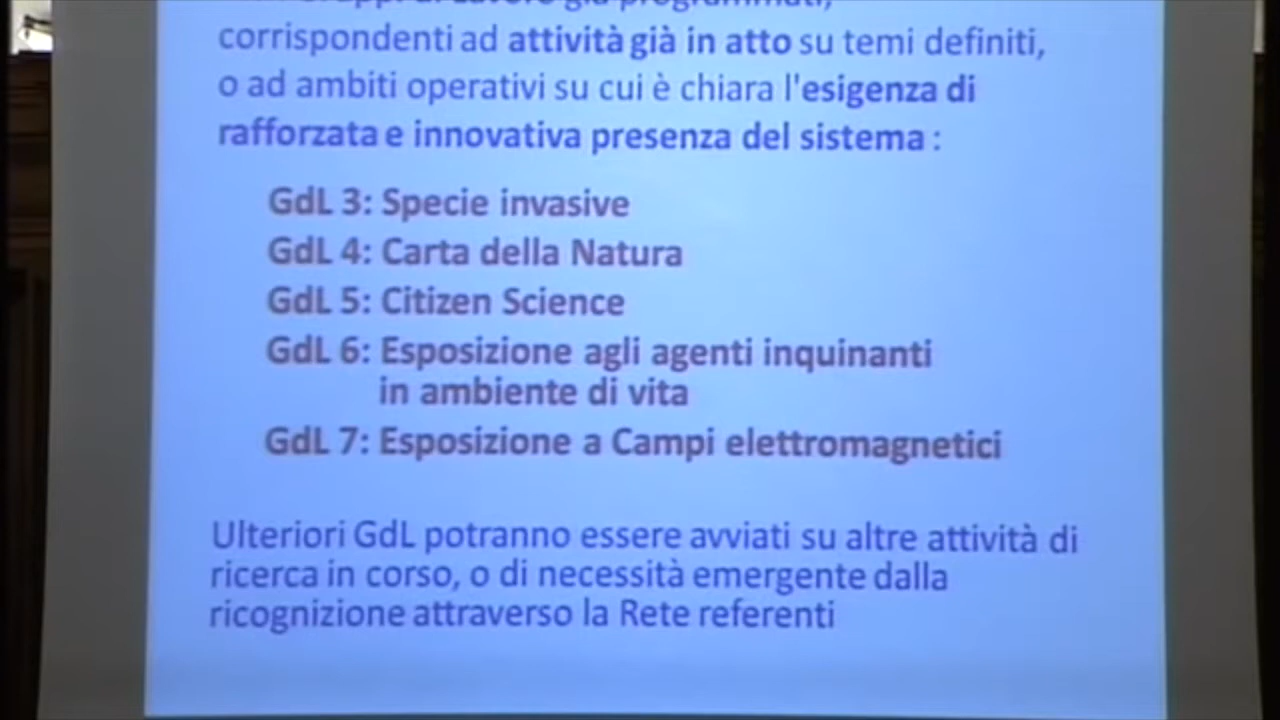 corrispondenti ad attività già in atto su temi definiti,
o ad ambiti operativi su cui è chiara l'esigenza di
rafforzata e innovativa presenza del sistema :
GdL 3: Specie invasive
GdL 4: Carta della Natura
GdL 5: Citizen Science
GdL 6: Esposizione agli agenti inquinanti
in ambiente di vita
GdL 7: Esposizione a Campi elettromagnetici
Ulteriori GdL potranno essere avviati su altre attività di
ricerca in corso, o di necessità emergente dalla
ricognizione attraverso la Rete referenti